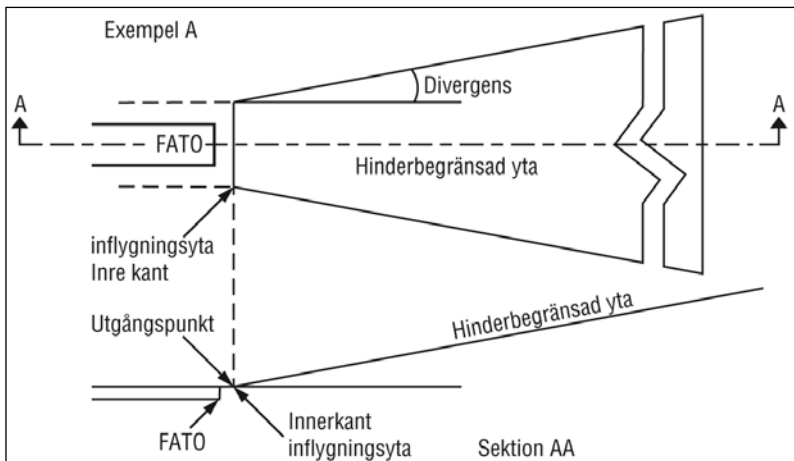 Exempel A
Divergens
A
A
FATO
Hinderbegränsad yta
inflygningsyta
Inre kant
Utgångspunkt
Hinderbegränsad yta
FATO
Innerkant
inflygningsyta
Sektion AA